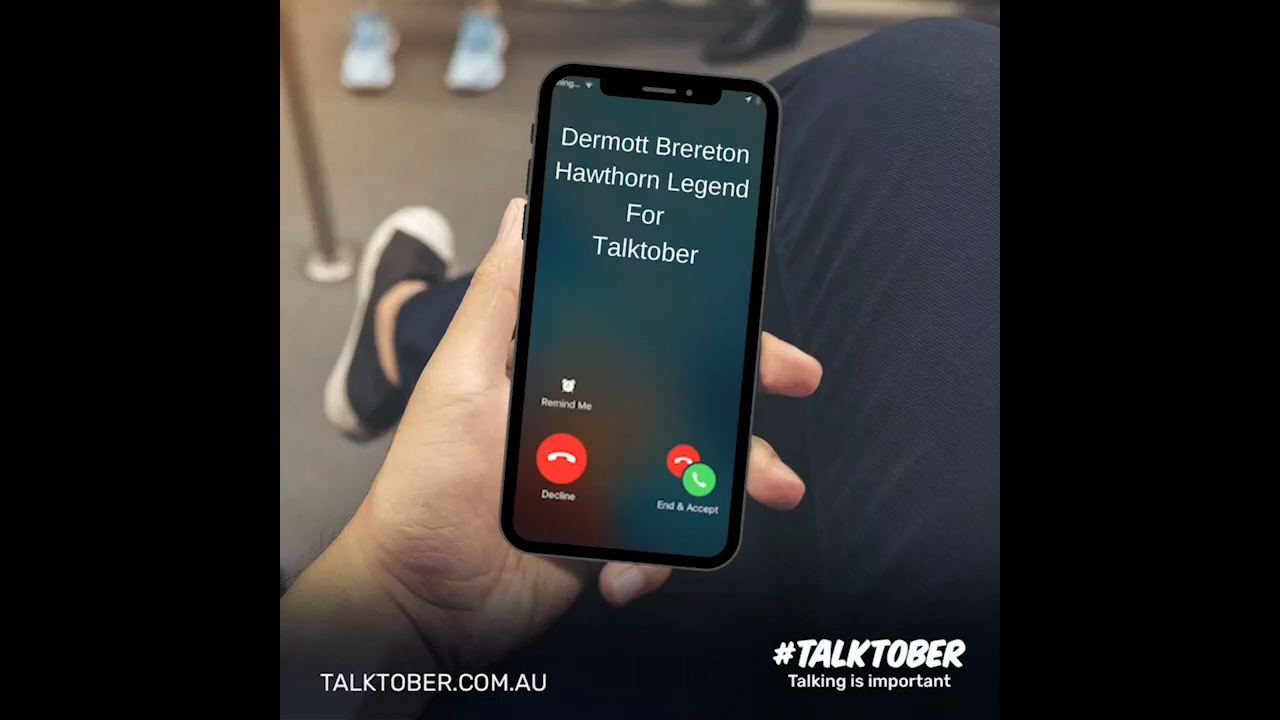 Dermott Brereton
Hawthorn Legend
For
Talktober
Remind Me
Decline
End & Accept
#TALKTOBER
Talking is important
TALKTOBER.COM.AU